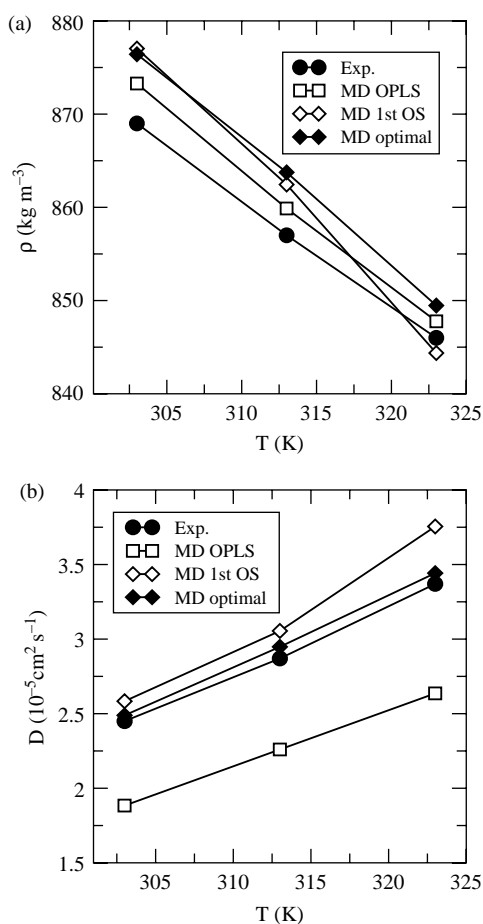 (a)
880
870
860
850
840
ρ (kg m⁻³)
Exp.
MD OPLS
MD 1st OS
MD optimal
305 310 315 320 325
T (K)
(b)
4
3.5
3
2.5
2
1.5
D (10⁻⁵cm² s⁻¹)
Exp.
MD OPLS
MD 1st OS
MD optimal
305 310 315 320 325
T (K)